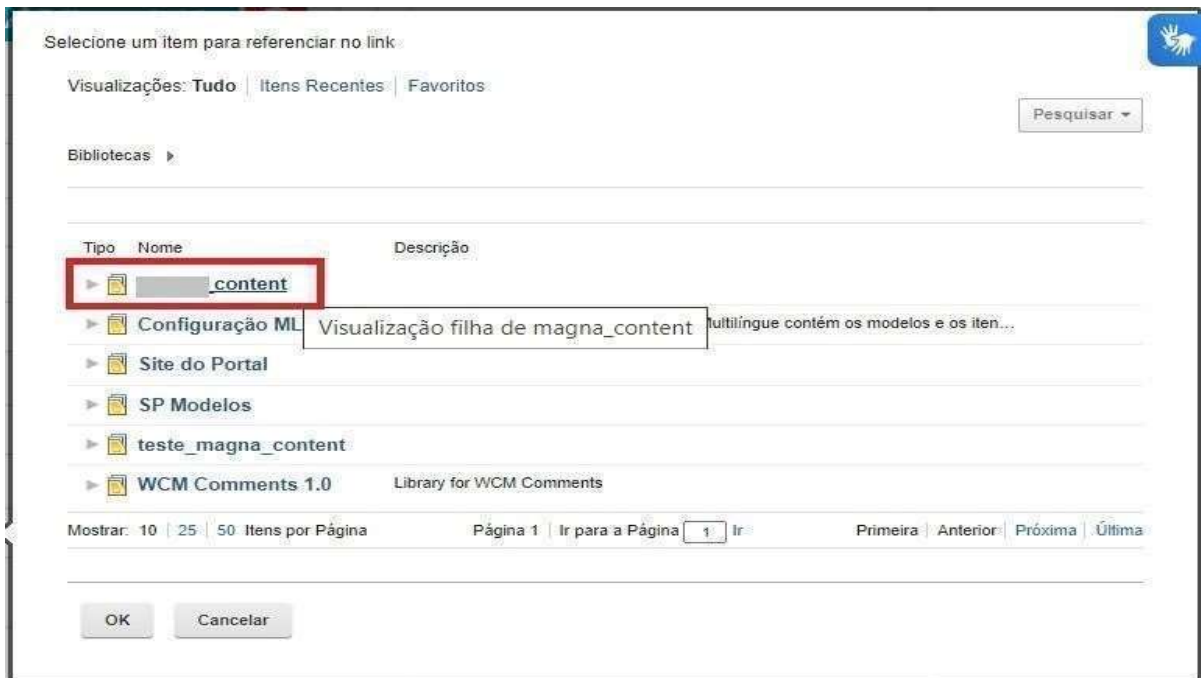 Selecione um item para referenciar no link
Visualizações: Tudo | Itens Recentes | Favoritos
Pesquisar
Bibliotecas
Tipo Nome Descrição
_content
Visualização filha de magna_content
Configuração ML ultilíngue contém os modelos e os iten...
Site do Portal
SP Modelos
teste_magna_content
WCM Comments 1.0 Library for WCM Comments
Mostrar: 10 | 25 | 50 Itens por Página Página 1 | Ir para a Página 1 Ir Primeira | Anterior | Próxima | Última
OK Cancelar